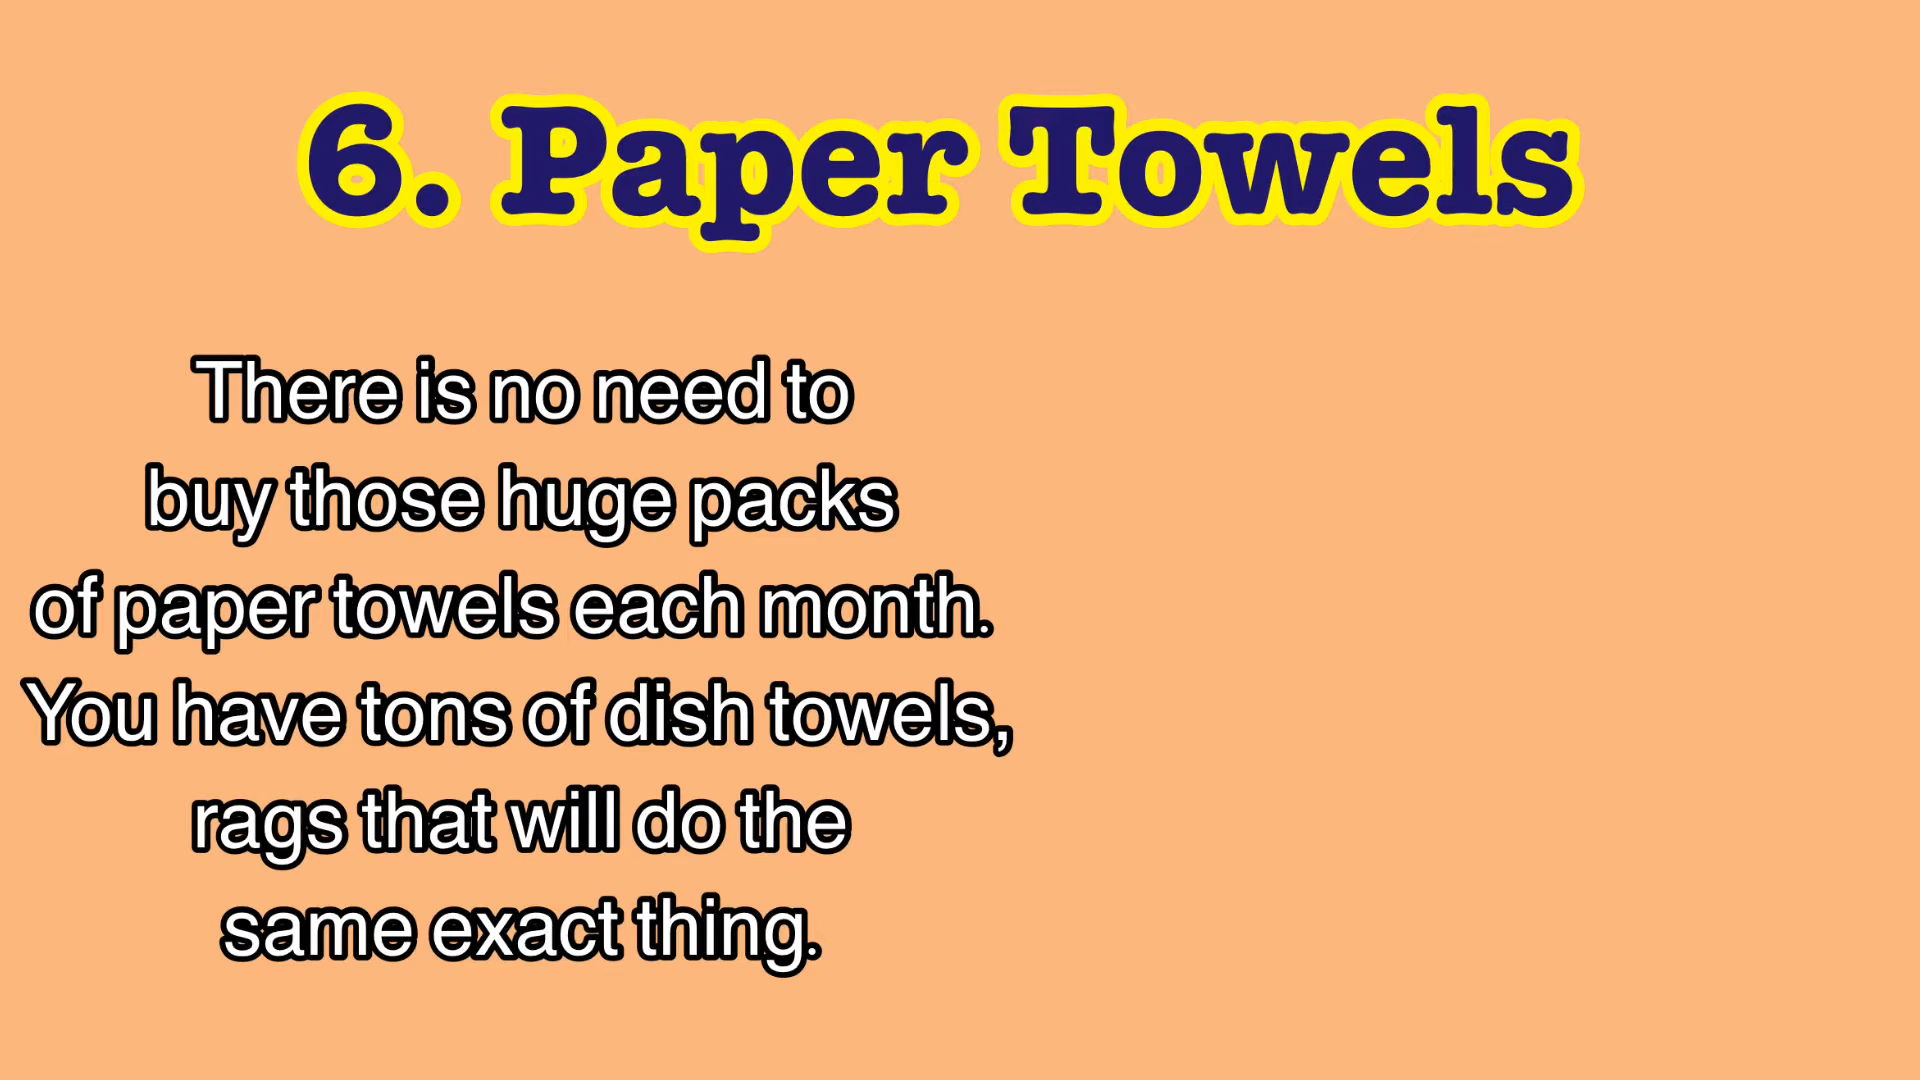 6. Paper Towels
There is no need to
buy those huge packs
of paper towels each month.
You have tons of dish towels,
rags that will do the
same exact thing.